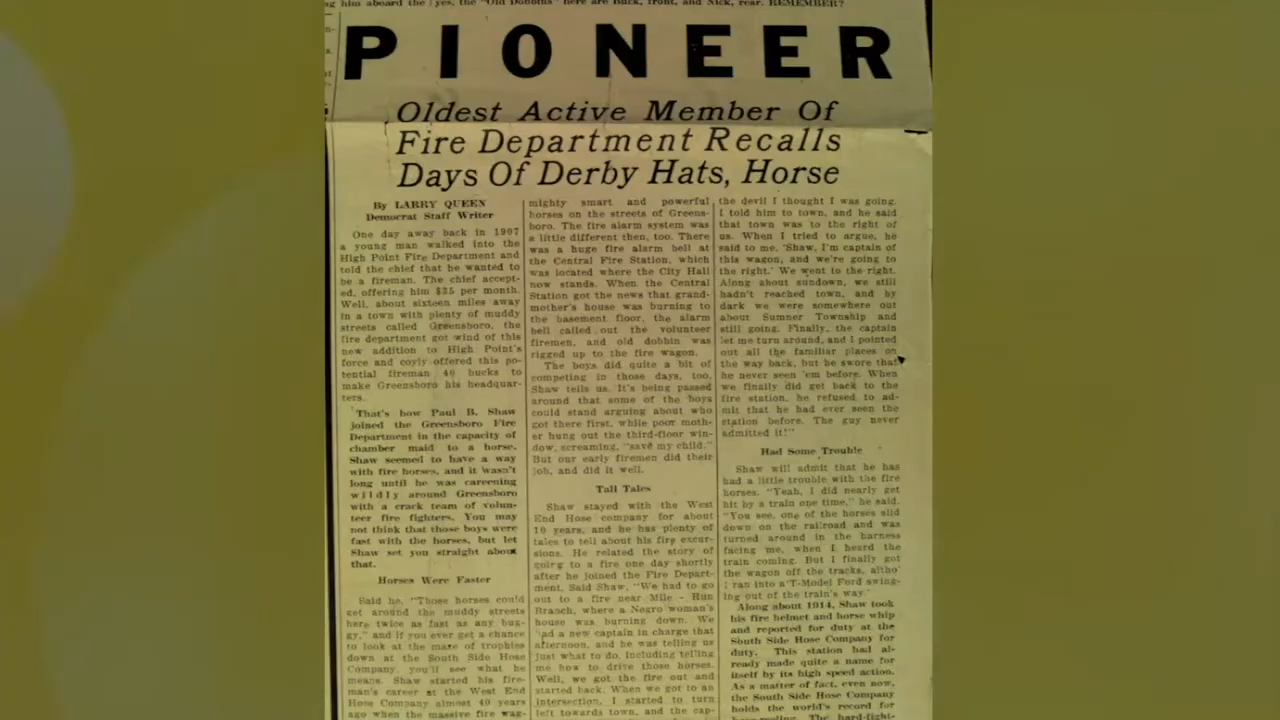 him aboard the yes, the "Old Dobbins" here are Buck, front, and Nick, rear. REMEMBER?
PIONEER
Oldest Active Member Of
Fire Department Recalls
Days Of Derby Hats, Horse
By LARRY QUEEN
Democrat Staff Writer
One day away back in 1907
a young man walked into the
High Point Fire Department and
told the chief that he wanted to
be a fireman. The chief accept-
ed, offering him $25 per month.
Well, about sixteen miles away
in a town with plenty of muddy
streets called Greensboro, the
fire department got wind of this
new addition to High Point's
force and coyly offered this po-
tential fireman 40 bucks to
make Greensboro his headquar-
ters.
That's how Paul B. Shaw
joined the Greensboro Fire
Department in the capacity of
chamber maid to a horse.
Shaw seemed to have a way
with fire horses, and it wasn't
long until he was careening
wildly around Greensboro
with a crack team of volun-
teer fire fighters. You may
not think that those boys were
fast with the horses, but let
Shaw set you straight about
that.
Horses Were Faster
Said he, "Those horses could
get around the muddy streets
here twice as fast as any bug-
gy," and if you ever get a chance
to look at the maze of trophies
down at the South Side Hose
Company, you'll see what he
means. Shaw started his fire-
man's career at the West End
Hose Company almost 40 years
ago when the massive fire wag-
mighty smart and powerful
horses on the streets of Greens-
boro. The fire alarm system was
a little different then, too. There
was a huge fire alarm bell at
the Central Fire Station, which
was located where the City Hall
now stands. When the Central
Station got the news that grand-
mother's house was burning to
the basement floor, the alarm
bell called out the volunteer
firemen, and old dobbin was
rigged up to the fire wagon.
The boys did quite a bit of
competing in those days, too,
Shaw tells us. It's being passed
around that some of the boys
could stand arguing about who
got there first, while poor moth-
er hung out the third-floor win-
dow, screaming, "save my child."
But our early firemen did their
job, and did it well.
Tall Tales
Shaw stayed with the West
End Hose company for about
10 years, and he has plenty of
tales to tell about his fire excur-
sions. He related the story of
going to a fire one day shortly
after he joined the Fire Depart-
ment. Said Shaw, "We had to go
out to a fire near Mile - Run
Branch, where a Negro woman's
house was burning down. We
had a new captain in charge that
afternoon, and he was telling us
just what to do, including telling
me how to drive those horses.
Well, we got the fire out and
started back. When we got to an
intersection, I started to turn
left towards town, and the cap-
the devil I thought I was going.
I told him to town, and he said
that town was to the right of
us. When I tried to argue, he
said to me, 'Shaw, I'm captain of
this wagon, and we're going to
the right.' We went to the right.
Along about sundown, we still
hadn't reached town, and by
dark we were somewhere out
about Sumner Township and
still going. Finally, the captain
let me turn around, and I pointed
out all the familiar places on
the way back, but he swore that
he never seen 'em before. When
we finally did get back to the
fire station, he refused to ad-
mit that he had ever seen the
station before. The guy never
admitted it!"
Had Some Trouble
Shaw will admit that he has
had a little trouble with the fire
horses. "Yeah, I did nearly get
hit by a train one time," he said.
"You see, one of the horses slid
down on the railroad and was
turned around in the harness
facing me, when I heard the
train coming. But I finally got
the wagon off the tracks, altho'
I ran into a T-Model Ford swing-
ing out of the train's way."
Along about 1914, Shaw took
his fire helmet and horse whip
and reported for duty at the
South Side Hose Company for
duty. This station had al-
ready made quite a name for
itself by its high speed action.
As a matter of fact, even now,
the South Side Hose Company
holds the world's record for
The hard-fight-